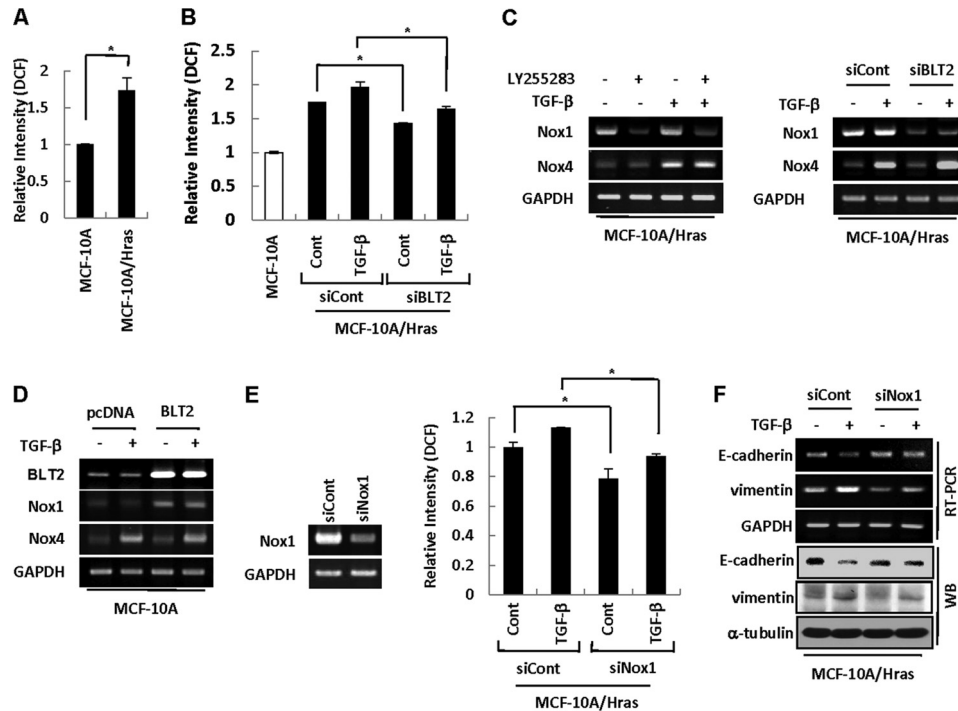 A
*
Relative Intensity (DCF)
2
1.5
1
0.5
0
MCF-10A
MCF-10A/Hras
B
*
*
Relative Intensity (DCF)
2.5
2
1.5
1
0.5
0
MCF-10A
Cont
TGF-β
Cont
TGF-β
siCont
siBLT2
MCF-10A/Hras
C
LY255283 - + - +
TGF-β - - + +
Nox1
Nox4
GAPDH
MCF-10A/Hras
siCont siBLT2
TGF-β - + - +
Nox1
Nox4
GAPDH
MCF-10A/Hras
D
pcDNA BLT2
TGF-β - + - +
BLT2
Nox1
Nox4
GAPDH
MCF-10A
E
siCont
siNox1
Nox1
GAPDH
*
*
Relative Intensity (DCF)
1.2
1
0.8
0.6
0.4
0.2
0
Cont
TGF-β
Cont
TGF-β
siCont
siNox1
MCF-10A/Hras
F
siCont siNox1
TGF-β - + - +
E-cadherin
vimentin
GAPDH
RT-PCR
E-cadherin
vimentin
α-tubulin
WB
MCF-10A/Hras